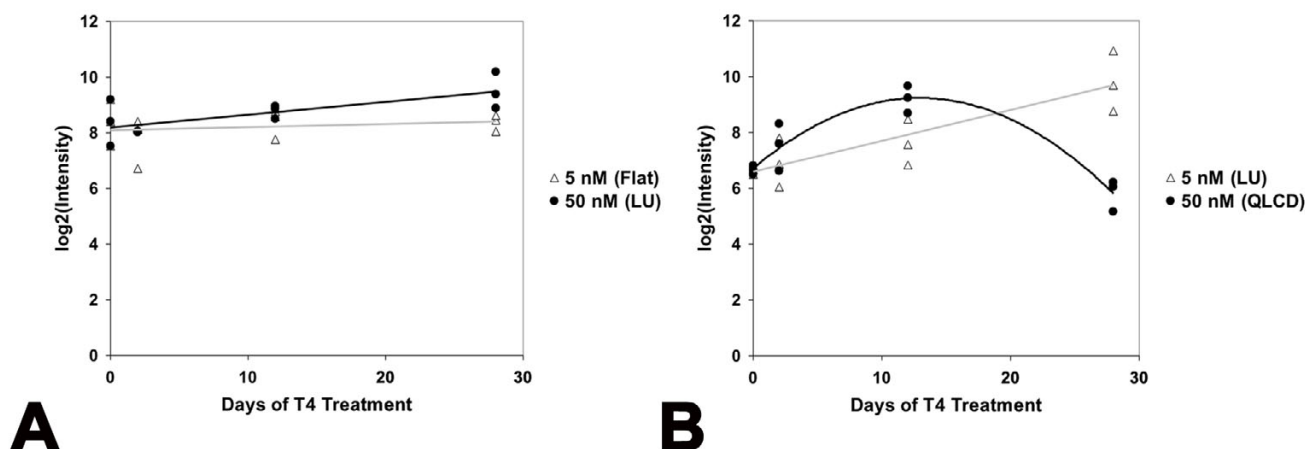 12
10
8
6
4
2
0
log2(Intensity)
0
10
20
30
Days of T4 Treatment
5 nM (Flat)
50 nM (LU)
A
12
10
8
6
4
2
0
log2(Intensity)
0
10
20
30
Days of T4 Treatment
5 nM (LU)
50 nM (QLCD)
B